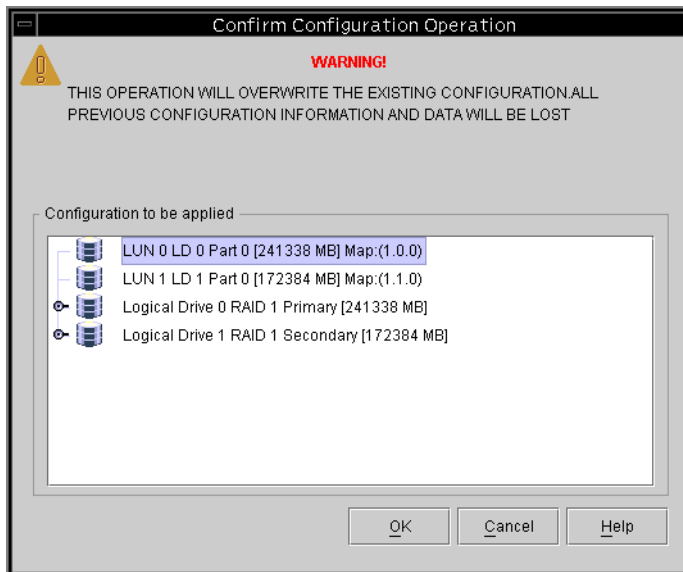 Confirm Configuration Operation
WARNING!
THIS OPERATION WILL OVERWRITE THE EXISTING CONFIGURATION.ALL
PREVIOUS CONFIGURATION INFORMATION AND DATA WILL BE LOST
Configuration to be applied
LUN 0 LD 0 Part 0 [241338 MB] Map:(1.0.0)
LUN 1 LD 1 Part 0 [172384 MB] Map:(1.1.0)
Logical Drive 0 RAID 1 Primary [241338 MB]
Logical Drive 1 RAID 1 Secondary [172384 MB]
OK Cancel Help